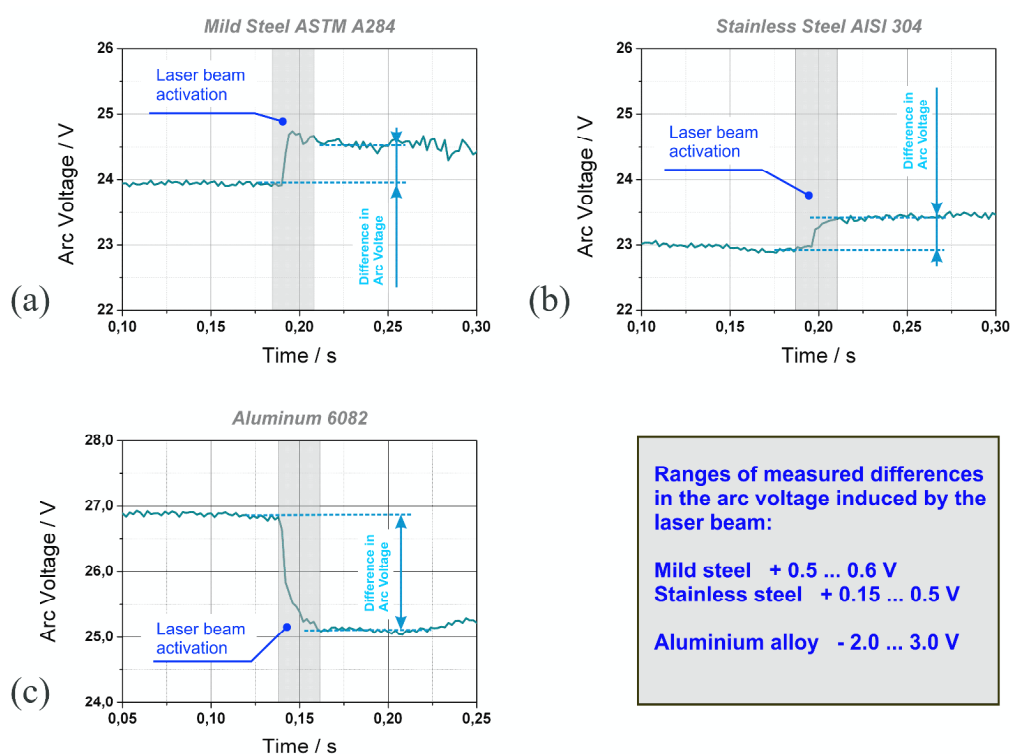 Mild Steel ASTM A284
26
25
24
23
22
Arc Voltage / V
Laser beam
activation
Difference in
Arc Voltage
0,10
0,15
0,20
0,25
0,30
Time / s
(a)
Stainless Steel AISI 304
26
25
24
23
22
Arc Voltage / V
Laser beam
activation
Difference in
Arc Voltage
0,10
0,15
0,20
0,25
0,30
Time / s
(b)
Aluminum 6082
28,0
27,0
26,0
25,0
24,0
Arc Voltage / V
Laser beam
activation
Difference in
Arc Voltage
0,05
0,10
0,15
0,20
0,25
Time / s
(c)
Ranges of measured differences
in the arc voltage induced by the
laser beam:
Mild steel + 0.5 ... 0.6 V
Stainless steel + 0.15 ... 0.5 V
Aluminium alloy - 2.0 ... 3.0 V